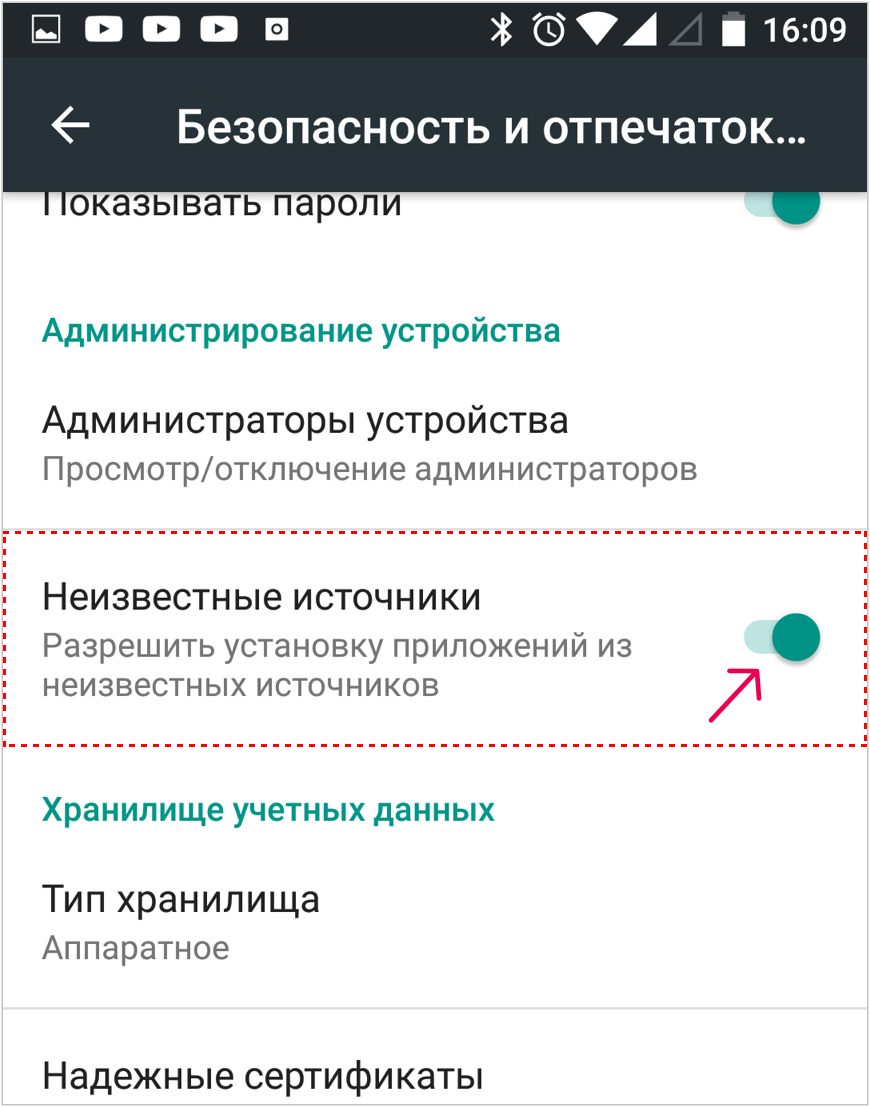 16:09
Безопасность и отпечаток...
Показывать пароли
Администрирование устройства
Администраторы устройства
Просмотр/отключение администраторов
Неизвестные источники
Разрешить установку приложений из
неизвестных источников
Хранилище учетных данных
Тип хранилища
Аппаратное
Надежные сертификаты